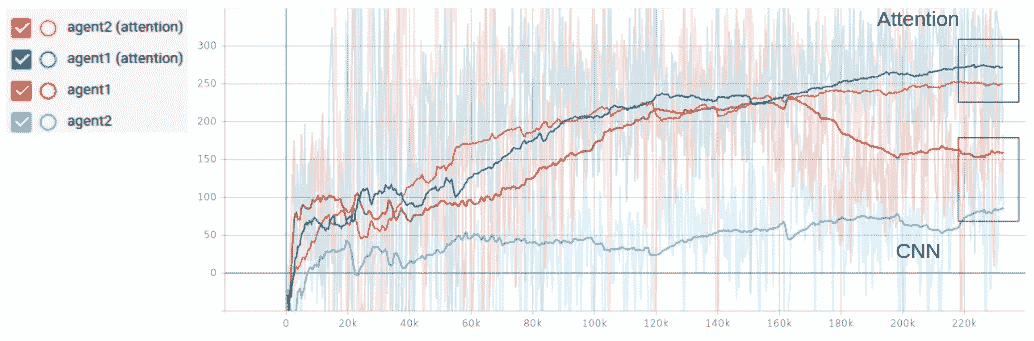 agent2 (attention)
agent1 (attention)
agent1
agent2
Attention
CNN
300
250
200
150
100
50
0
0 20k 40k 60k 80k 100k 120k 140k 160k 180k 200k 220k